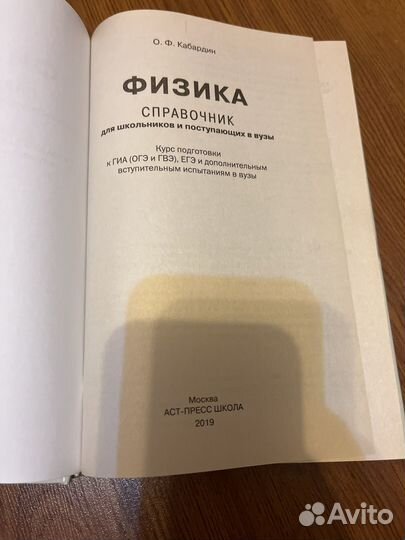 О. Ф. Кабардин
ФИЗИКА
СПРАВОЧНИК
для школьников и поступающих в вузы
Курс подготовки
к ГИА (ОГЭ и ГВЭ), ЕГЭ и дополнительным
вступительным испытаниям в вузы
Москва
АСТ-ПРЕСС ШКОЛА
2019
Avito